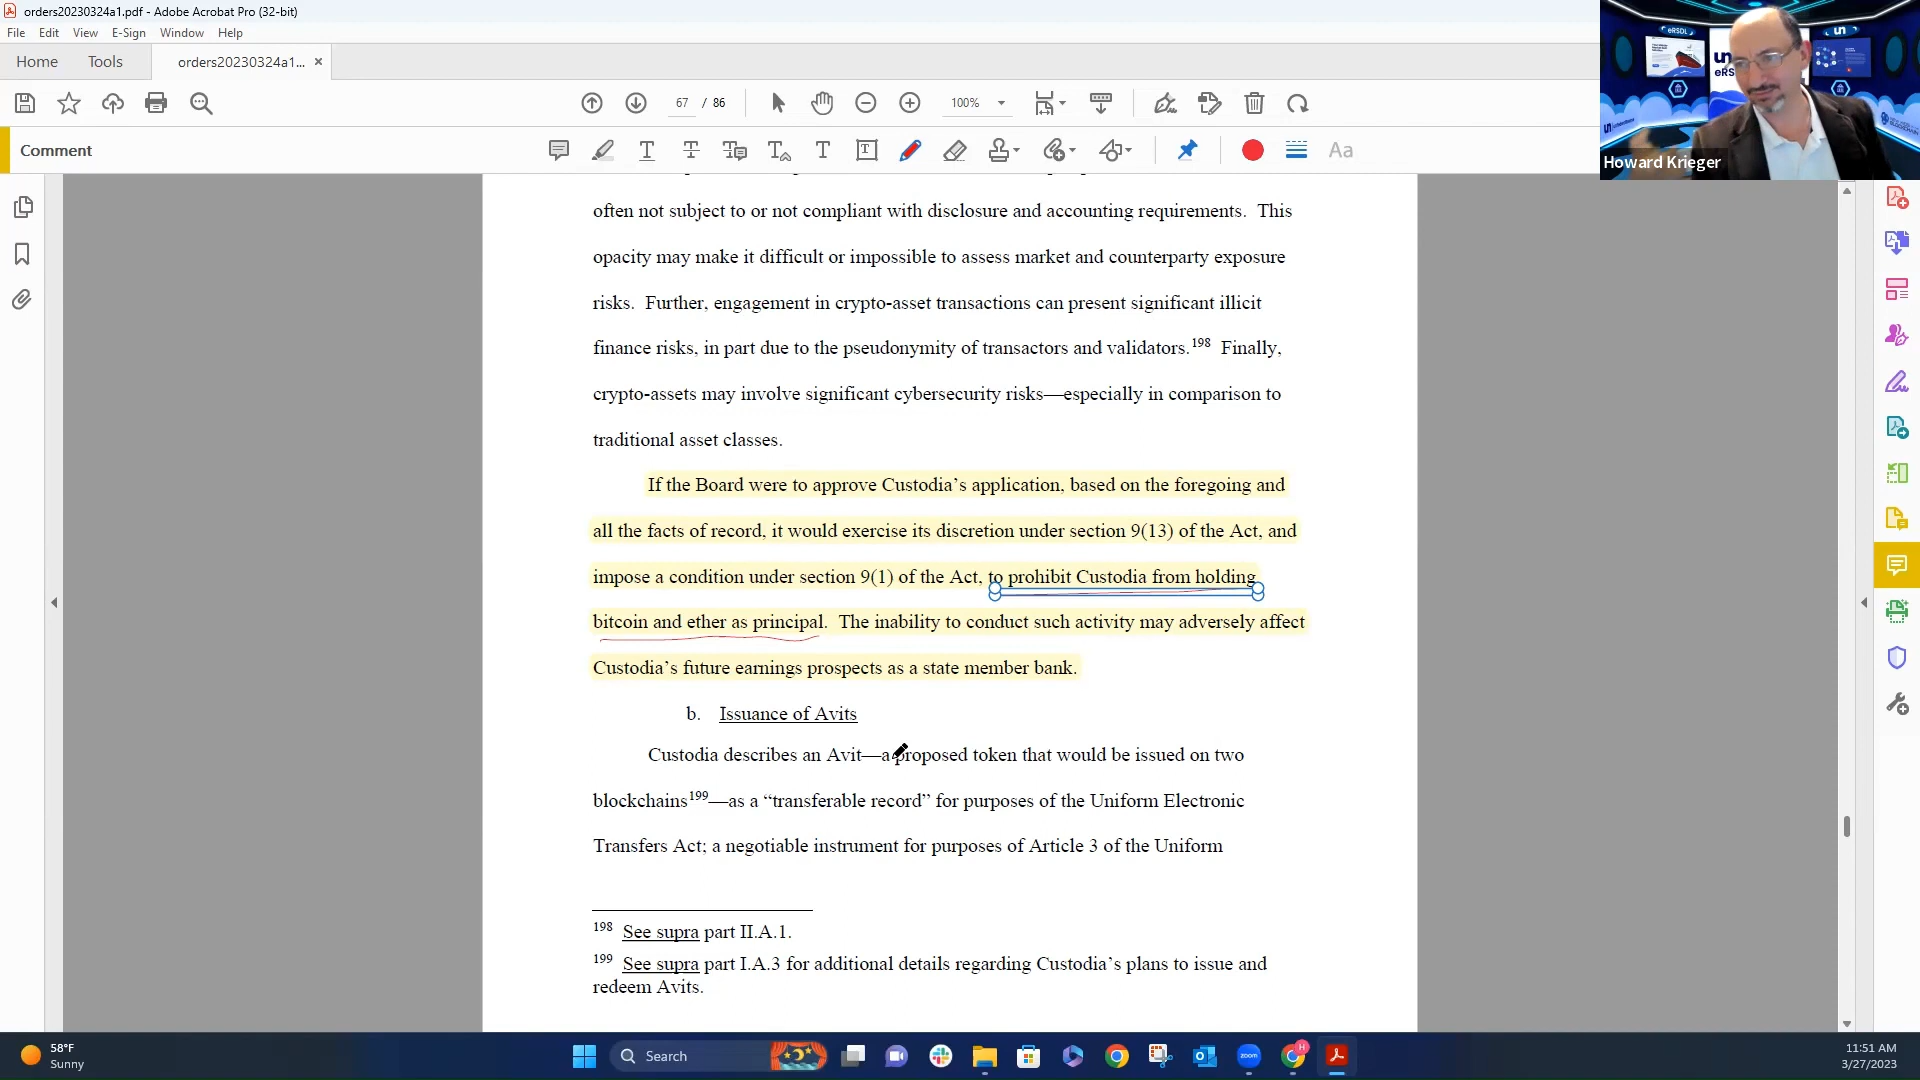 orders20230324a1.pdf - Adobe Acrobat Pro (32-bit)
File Edit View E-Sign Window Help
Home Tools orders20230324a1... ×
67 / 86 100%
Comment
Aa
eRSDL
un
Howard Krieger
often not subject to or not compliant with disclosure and accounting requirements. This
opacity may make it difficult or impossible to assess market and counterparty exposure
risks. Further, engagement in crypto-asset transactions can present significant illicit
finance risks, in part due to the pseudonymity of transactors and validators.198 Finally,
crypto-assets may involve significant cybersecurity risks—especially in comparison to
traditional asset classes.
If the Board were to approve Custodia’s application, based on the foregoing and
all the facts of record, it would exercise its discretion under section 9(13) of the Act, and
impose a condition under section 9(1) of the Act, to prohibit Custodia from holding
bitcoin and ether as principal. The inability to conduct such activity may adversely affect
Custodia’s future earnings prospects as a state member bank.
b. Issuance of Avits
Custodia describes an Avit—a proposed token that would be issued on two
blockchains199—as a “transferable record” for purposes of the Uniform Electronic
Transfers Act; a negotiable instrument for purposes of Article 3 of the Uniform
198 See supra part II.A.1.
199 See supra part I.A.3 for additional details regarding Custodia’s plans to issue and
redeem Avits.
58°F
Sunny
Search
zoom
H
11:51 AM
3/27/2023